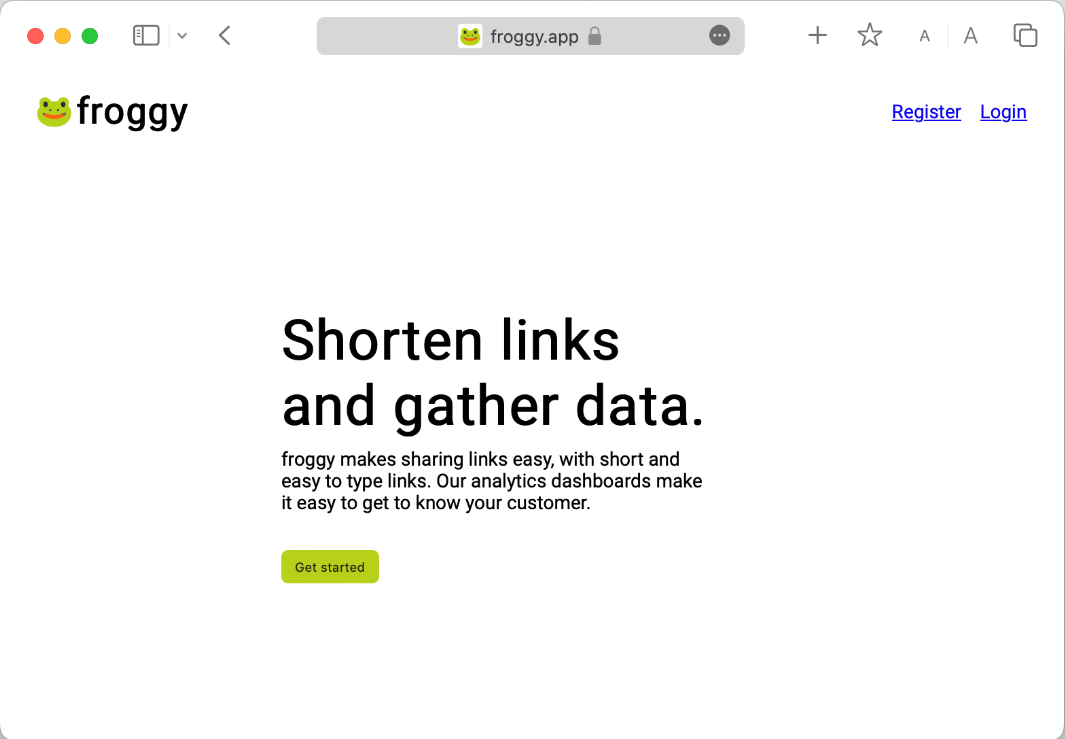 froggy.app
A A
froggy
Register Login
Shorten links
and gather data.
froggy makes sharing links easy, with short and
easy to type links. Our analytics dashboards make
it easy to get to know your customer.
Get started